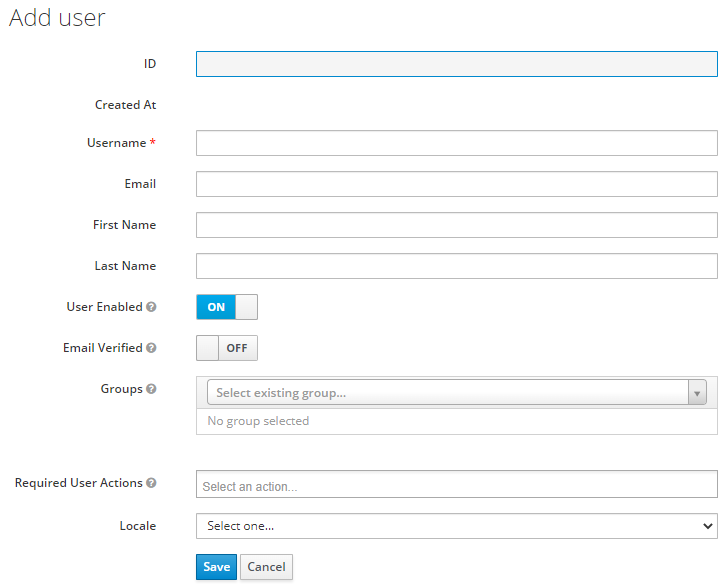 Add user
ID
Created At
Username *
Email
First Name
Last Name
User Enabled ON
Email Verified OFF
Groups Select existing group...
No group selected
Required User Actions Select an action...
Locale Select one...
Save Cancel